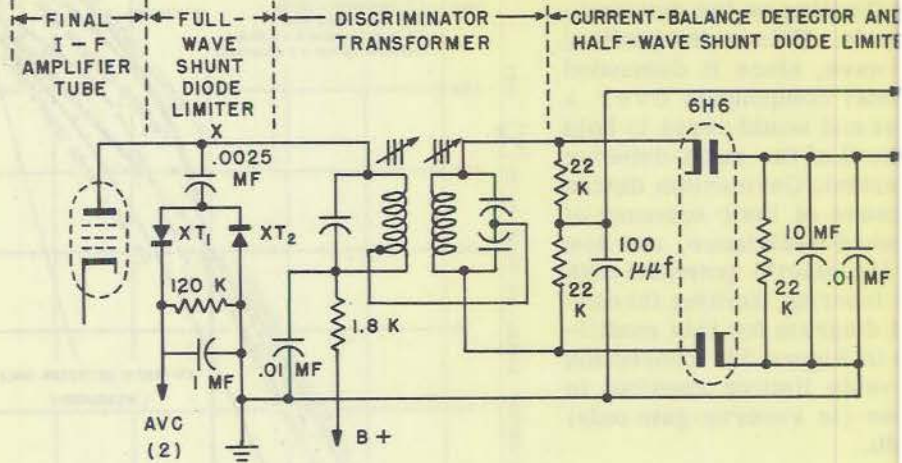 FINAL
I-F
AMPLIFIER
TUBE
FULL-
WAVE
SHUNT
DIODE
LIMITER
X
DISCRIMINATOR
TRANSFORMER
CURRENT-BALANCE DETECTOR AND
HALF-WAVE SHUNT DIODE LIMITE
6H6
.0025
MF
XT1
XT2
120 K
1 MF
AVC
(2)
.01 MF
1.8 K
B+
22
K
22
K
100
μμf
22
K
10 MF
.01 MF